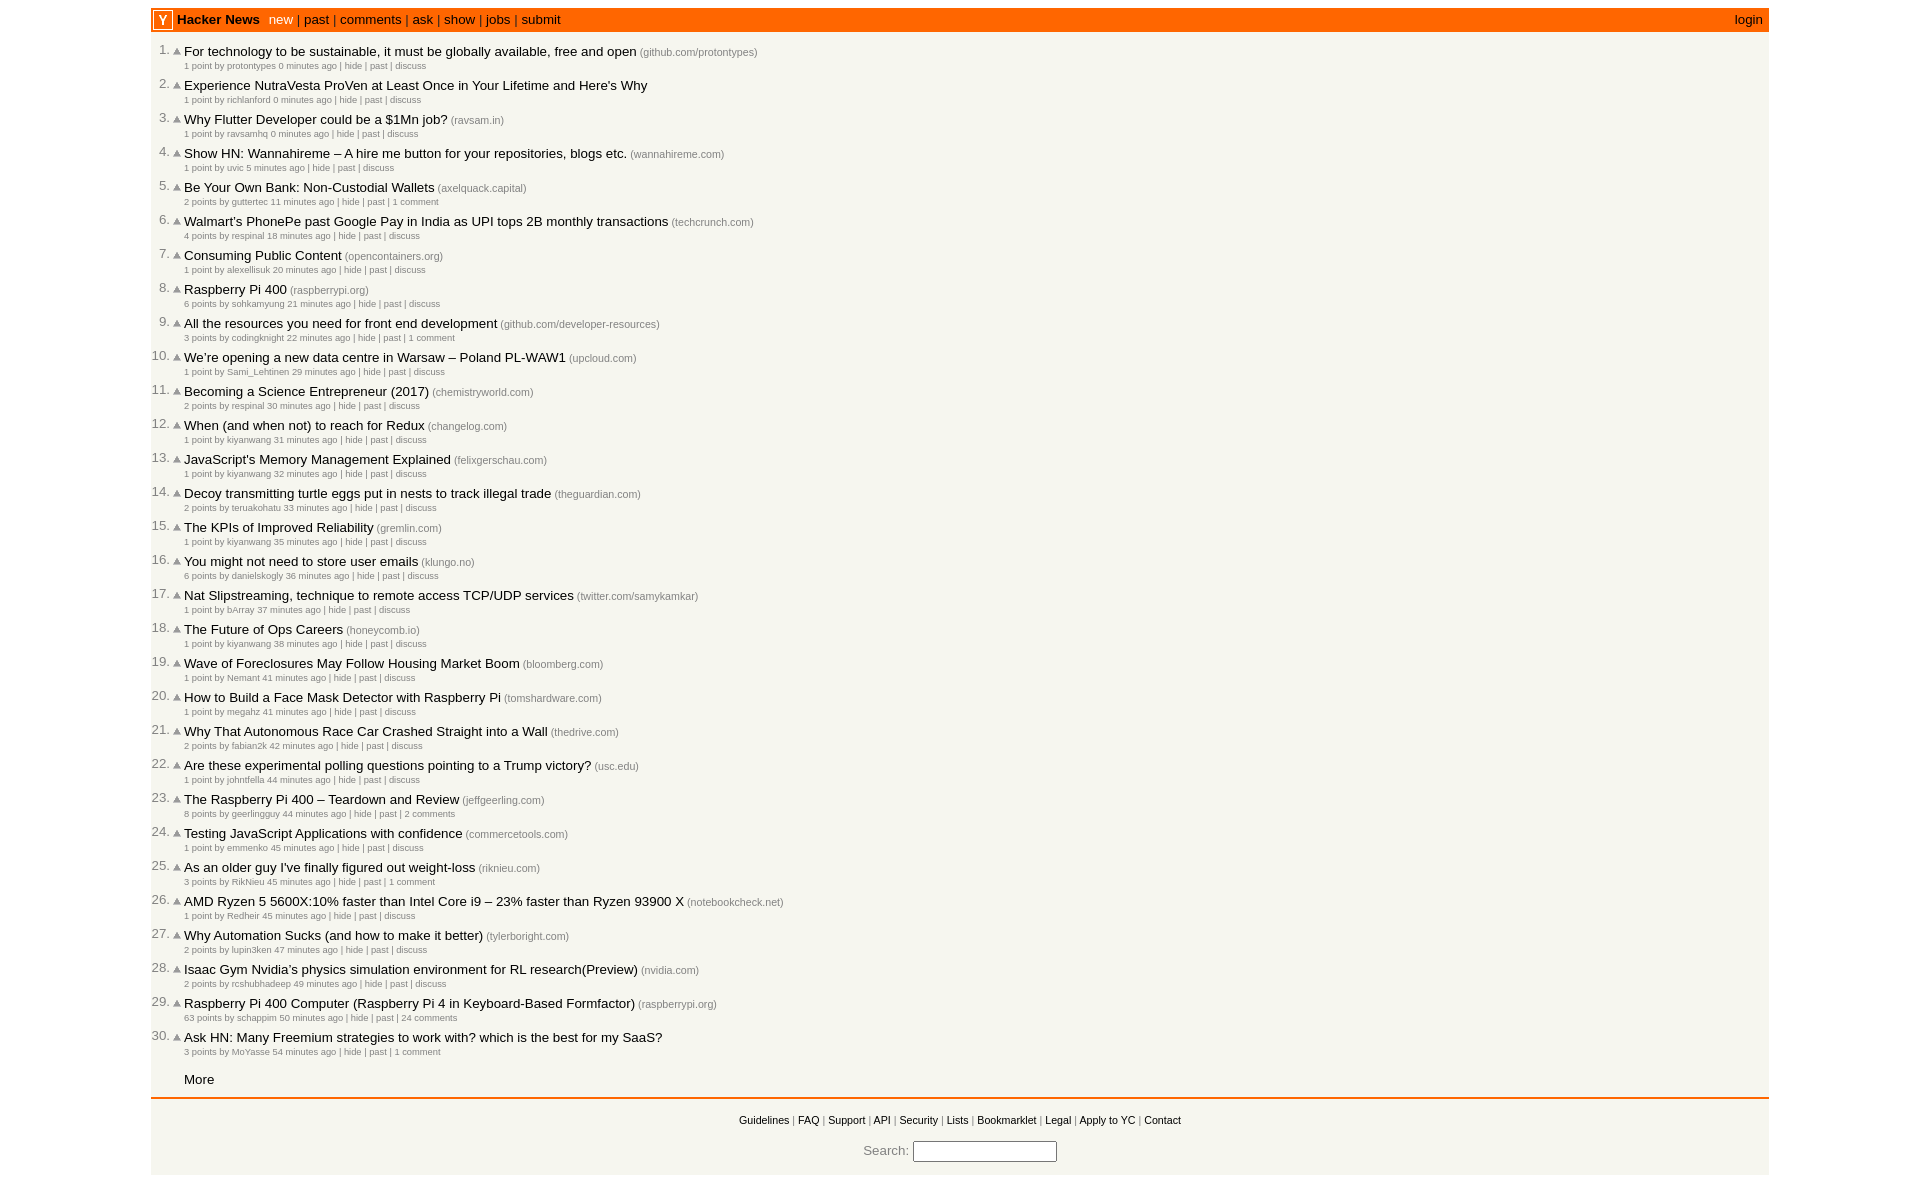 Y Hacker News new | past | comments | ask | show | jobs | submit login
1. For technology to be sustainable, it must be globally available, free and open (github.com/protontypes)
1 point by protontypes 0 minutes ago | hide | past | discuss
2. Experience NutraVesta ProVen at Least Once in Your Lifetime and Here's Why
1 point by richlanford 0 minutes ago | hide | past | discuss
3. Why Flutter Developer could be a $1Mn job? (ravsam.in)
1 point by ravsamhq 0 minutes ago | hide | past | discuss
4. Show HN: Wannahireme – A hire me button for your repositories, blogs etc. (wannahireme.com)
1 point by uvic 5 minutes ago | hide | past | discuss
5. Be Your Own Bank: Non-Custodial Wallets (axelquack.capital)
2 points by guttertec 11 minutes ago | hide | past | 1 comment
6. Walmart's PhonePe past Google Pay in India as UPI tops 2B monthly transactions (techcrunch.com)
4 points by respinal 18 minutes ago | hide | past | discuss
7. Consuming Public Content (opencontainers.org)
1 point by alexellisuk 20 minutes ago | hide | past | discuss
8. Raspberry Pi 400 (raspberrypi.org)
6 points by sohkamyung 21 minutes ago | hide | past | discuss
9. All the resources you need for front end development (github.com/developer-resources)
3 points by codingknight 22 minutes ago | hide | past | 1 comment
10. We're opening a new data centre in Warsaw – Poland PL-WAW1 (upcloud.com)
1 point by Sami_Lehtinen 29 minutes ago | hide | past | discuss
11. Becoming a Science Entrepreneur (2017) (chemistryworld.com)
2 points by respinal 30 minutes ago | hide | past | discuss
12. When (and when not) to reach for Redux (changelog.com)
1 point by kiyanwang 31 minutes ago | hide | past | discuss
13. JavaScript's Memory Management Explained (felixgerschau.com)
1 point by kiyanwang 32 minutes ago | hide | past | discuss
14. Decoy transmitting turtle eggs put in nests to track illegal trade (theguardian.com)
2 points by teruakohatu 33 minutes ago | hide | past | discuss
15. The KPIs of Improved Reliability (gremlin.com)
1 point by kiyanwang 35 minutes ago | hide | past | discuss
16. You might not need to store user emails (klungo.no)
6 points by danielskogly 36 minutes ago | hide | past | discuss
17. Nat Slipstreaming, technique to remote access TCP/UDP services (twitter.com/samykamkar)
1 point by bArray 37 minutes ago | hide | past | discuss
18. The Future of Ops Careers (honeycomb.io)
1 point by kiyanwang 38 minutes ago | hide | past | discuss
19. Wave of Foreclosures May Follow Housing Market Boom (bloomberg.com)
1 point by Nemant 41 minutes ago | hide | past | discuss
20. How to Build a Face Mask Detector with Raspberry Pi (tomshardware.com)
1 point by megahz 41 minutes ago | hide | past | discuss
21. Why That Autonomous Race Car Crashed Straight into a Wall (thedrive.com)
2 points by fabian2k 42 minutes ago | hide | past | discuss
22. Are these experimental polling questions pointing to a Trump victory? (usc.edu)
1 point by johntfella 44 minutes ago | hide | past | discuss
23. The Raspberry Pi 400 – Teardown and Review (jeffgeerling.com)
8 points by geerlingguy 44 minutes ago | hide | past | 2 comments
24. Testing JavaScript Applications with confidence (commercetools.com)
1 point by emmenko 45 minutes ago | hide | past | discuss
25. As an older guy I've finally figured out weight-loss (riknieu.com)
3 points by RikNieu 45 minutes ago | hide | past | 1 comment
26. AMD Ryzen 5 5600X:10% faster than Intel Core i9 – 23% faster than Ryzen 93900 X (notebookcheck.net)
1 point by Redheir 45 minutes ago | hide | past | discuss
27. Why Automation Sucks (and how to make it better) (tylerboright.com)
2 points by lupin3ken 47 minutes ago | hide | past | discuss
28. Isaac Gym Nvidia's physics simulation environment for RL research(Preview) (nvidia.com)
2 points by rcshubhadeep 49 minutes ago | hide | past | discuss
29. Raspberry Pi 400 Computer (Raspberry Pi 4 in Keyboard-Based Formfactor) (raspberrypi.org)
63 points by schappim 50 minutes ago | hide | past | 24 comments
30. Ask HN: Many Freemium strategies to work with? which is the best for my SaaS?
3 points by MoYasse 54 minutes ago | hide | past | 1 comment
More
Guidelines | FAQ | Support | API | Security | Lists | Bookmarklet | Legal | Apply to YC | Contact
Search: